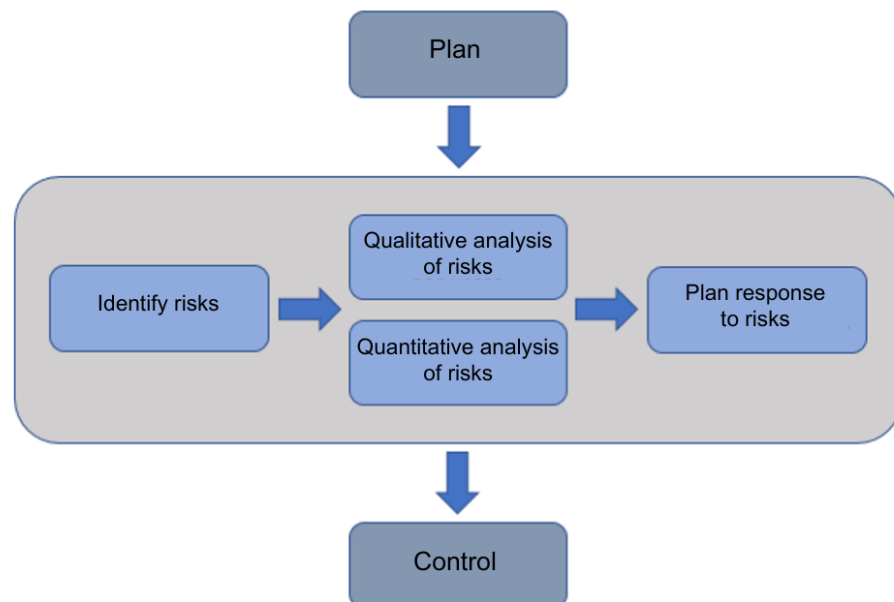 Plan
Identify risks
Qualitative analysis
of risks
Quantitative analysis
of risks
Plan response
to risks
Control